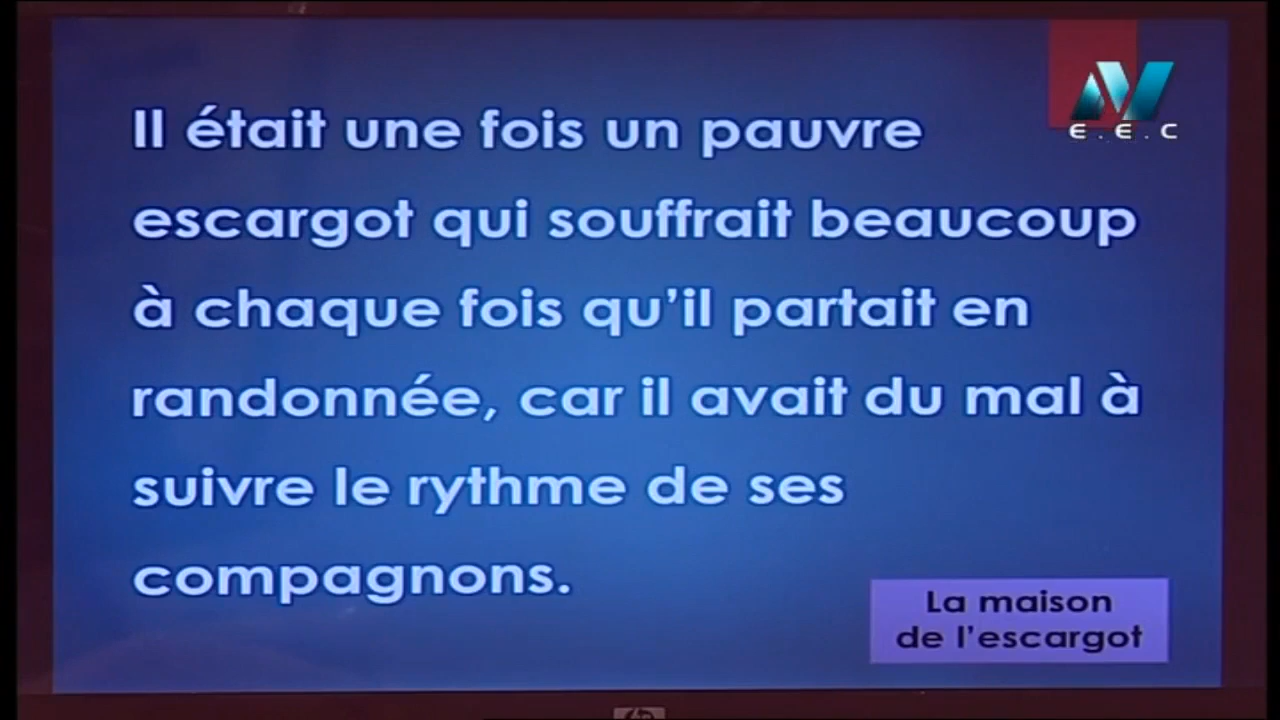 Il était une fois un pauvre
escargot qui souffrait beaucoup
à chaque fois qu'il partait en
randonnée, car il avait du mal à
suivre le rythme de ses
compagnons.
La maison
de l'escargot
E.E.C
hp